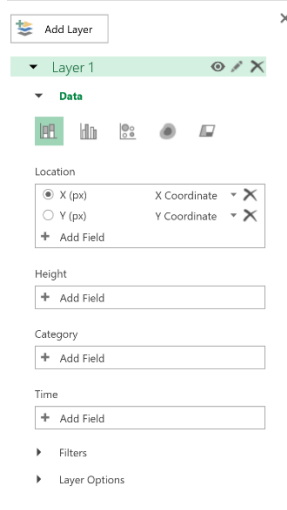 Add Layer
Layer 1
Data
Location
X (px) X Coordinate
Y (px) Y Coordinate
Add Field
Height
Add Field
Category
Add Field
Time
Add Field
Filters
Layer Options